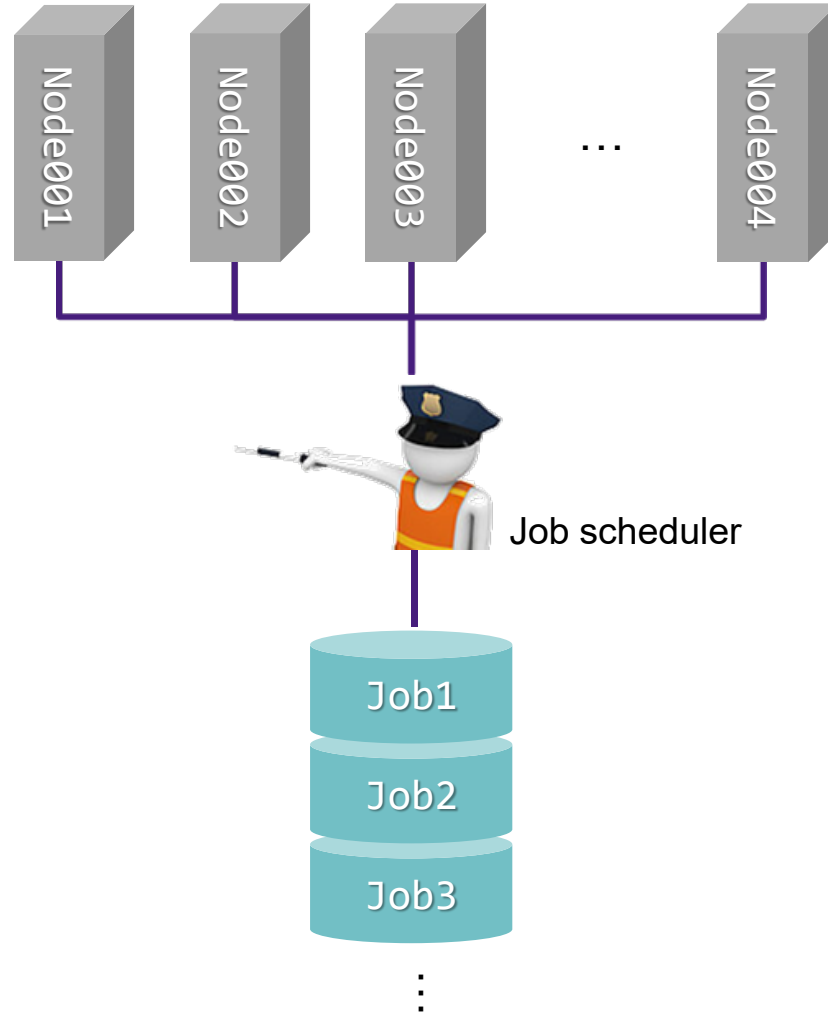 Node001
Node002
Node003
...
Node004
Job scheduler
Job1
Job2
Job3
⋮